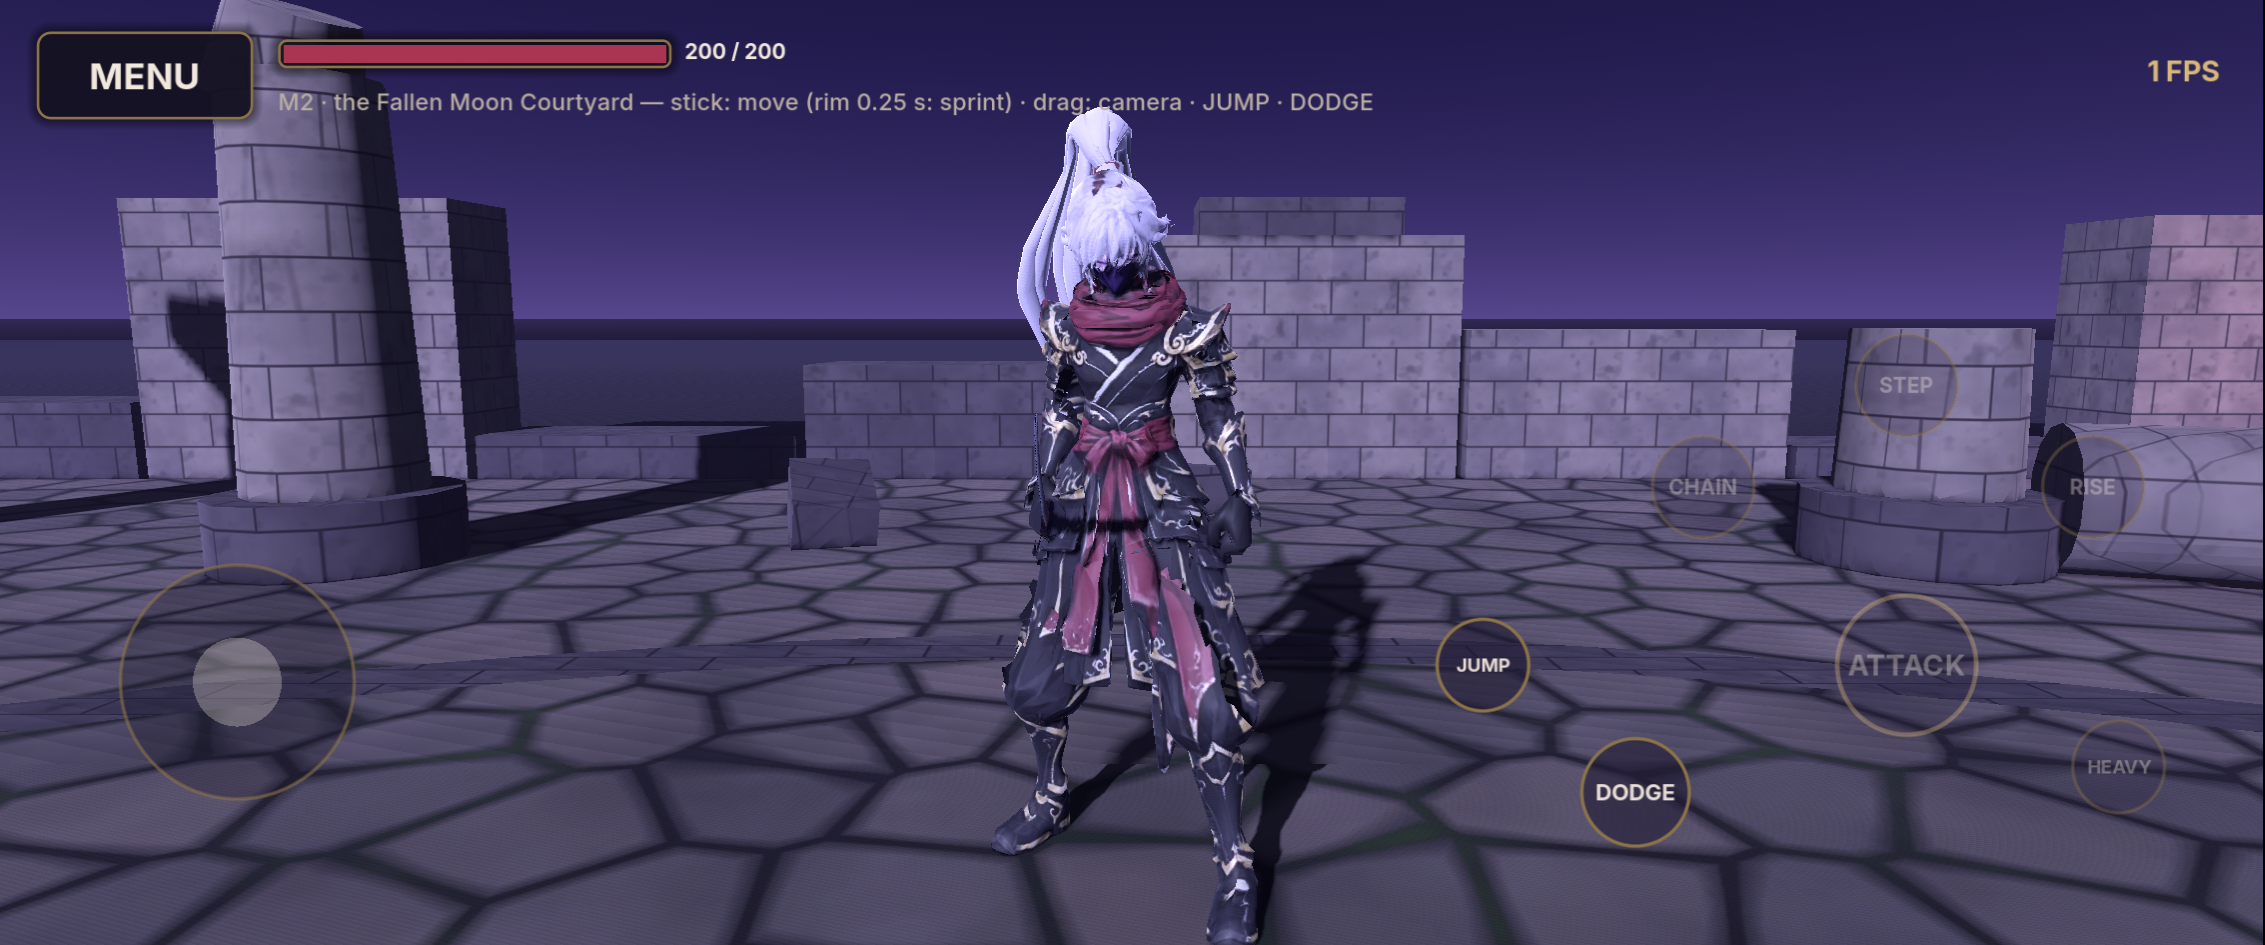 MENU
200 / 200
1 FPS
M2 · the Fallen Moon Courtyard — stick: move (rim 0.25 s: sprint) · drag: camera · JUMP · DODGE
STEP
CHAIN
RISE
JUMP
ATTACK
HEAVY
DODGE